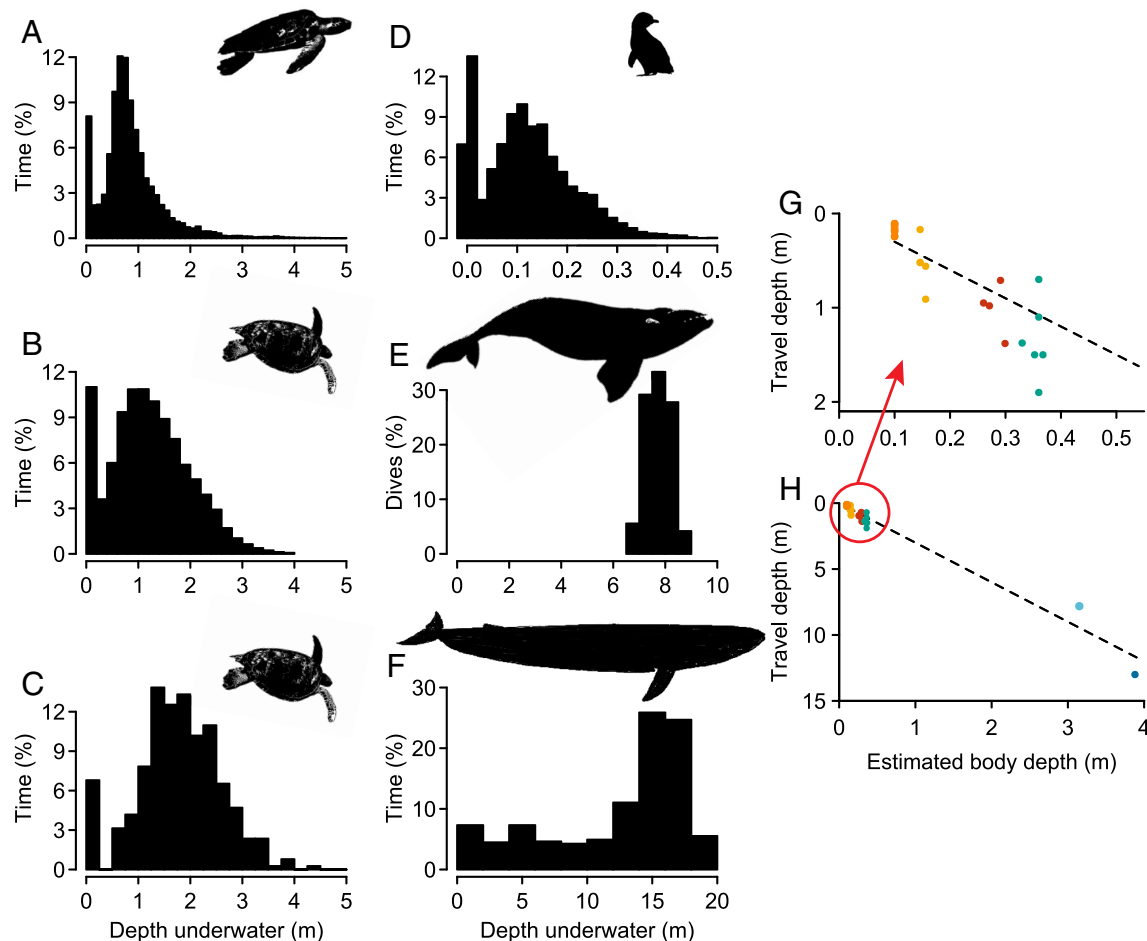 A
Time (%)
12
9
6
3
0
0 1 2 3 4 5
B
Time (%)
12
9
6
3
0
0 1 2 3 4 5
C
Time (%)
12
9
6
3
0
0 1 2 3 4 5
Depth underwater (m)
D
Time (%)
12
9
6
3
0
0.0 0.1 0.2 0.3 0.4 0.5
E
Dives (%)
30
20
10
0
0 2 4 6 8 10
F
Time (%)
30
20
10
0
0 5 10 15 20
Depth underwater (m)
G
Travel depth (m)
0
1
2
0.0 0.1 0.2 0.3 0.4 0.5
H
Travel depth (m)
0
5
10
15
0 1 2 3 4
Estimated body depth (m)